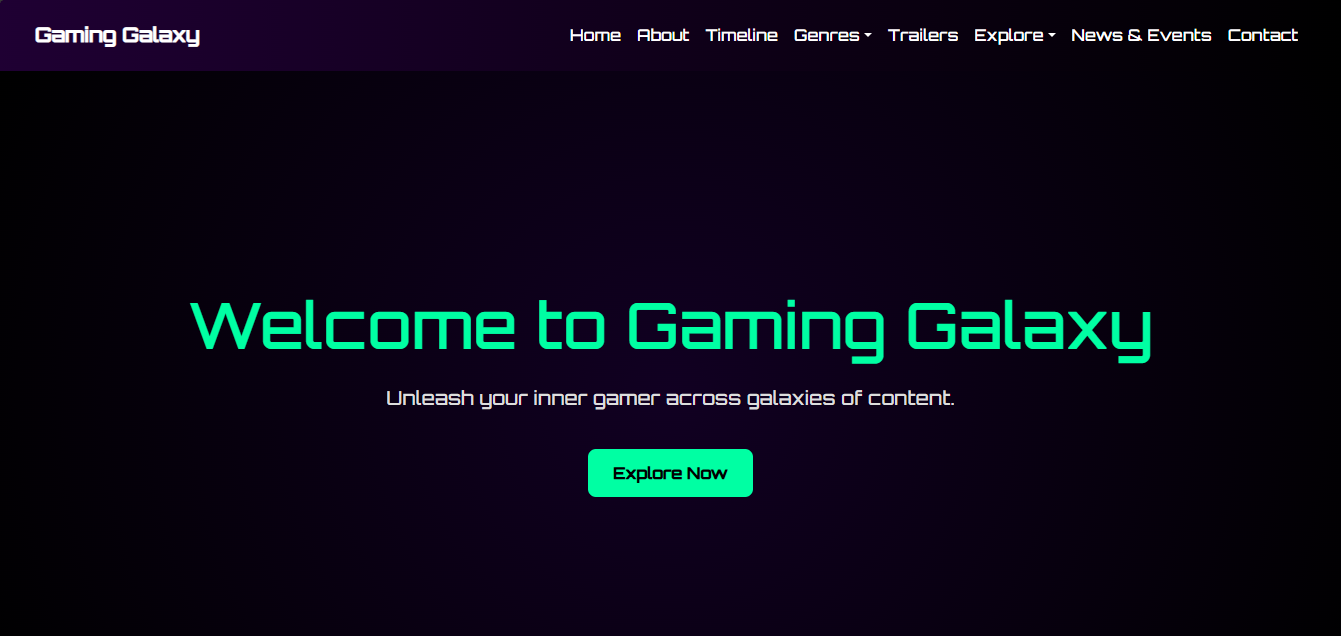 Gaming Galaxy
Home About Timeline Genres Trailers Explore News & Events Contact
Welcome to Gaming Galaxy
Unleash your inner gamer across galaxies of content.
Explore Now